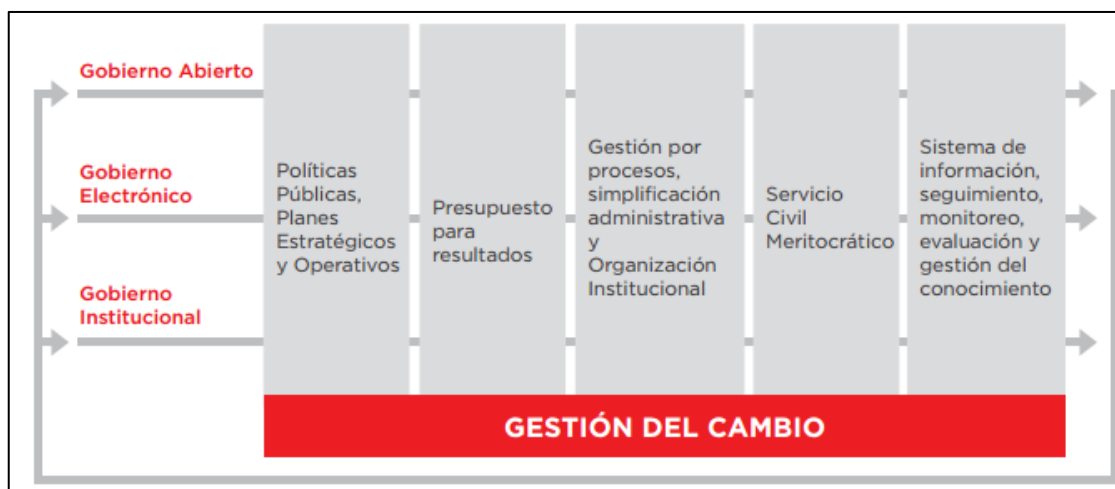 Gobierno Abierto
Gobierno
Electrónico
Gobierno
Institucional
Políticas
Públicas,
Planes
Estratégicos
y Operativos
Presupuesto
para
resultados
Gestión por
procesos,
simplificación
administrativa
y
Organización
Institucional
Servicio
Civil
Meritocrático
Sistema de
información,
seguimiento,
monitoreo,
evaluación y
gestión del
conocimiento
GESTIÓN DEL CAMBIO